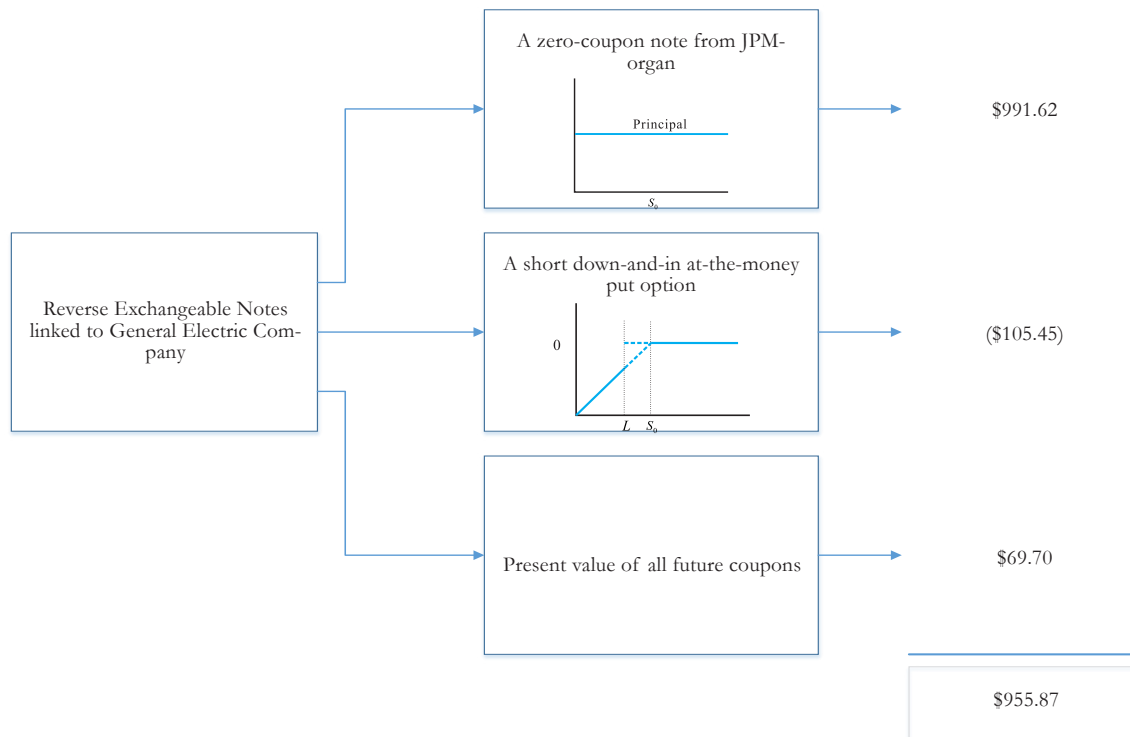 A zero-coupon note from JPM-
organ
Principal
S₀
$991.62
Reverse Exchangeable Notes
linked to General Electric Com-
pany
A short down-and-in at-the-money
put option
0
L S₀
($105.45)
Present value of all future coupons
$69.70
$955.87